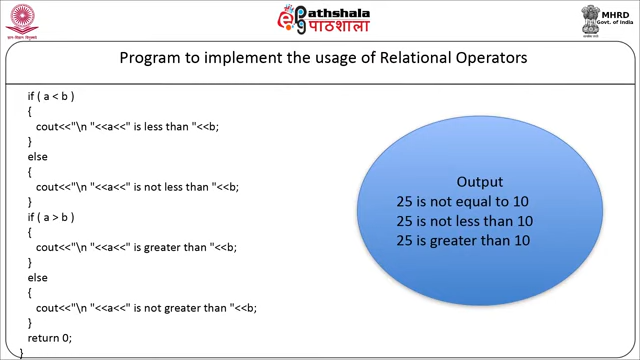 Pathshala
पाठशाला
MHRD
Govt. of India
Program to implement the usage of Relational Operators
if ( a < b )
{
cout<<"\n "<<a<<" is less than "<<b;
}
else
{
cout<<"\n "<<a<<" is not less than "<<b;
}
if ( a > b )
{
cout<<"\n "<<a<<" is greater than "<<b;
}
else
{
cout<<"\n "<<a<<" is not greater than "<<b;
}
return 0;
}
Output
25 is not equal to 10
25 is not less than 10
25 is greater than 10